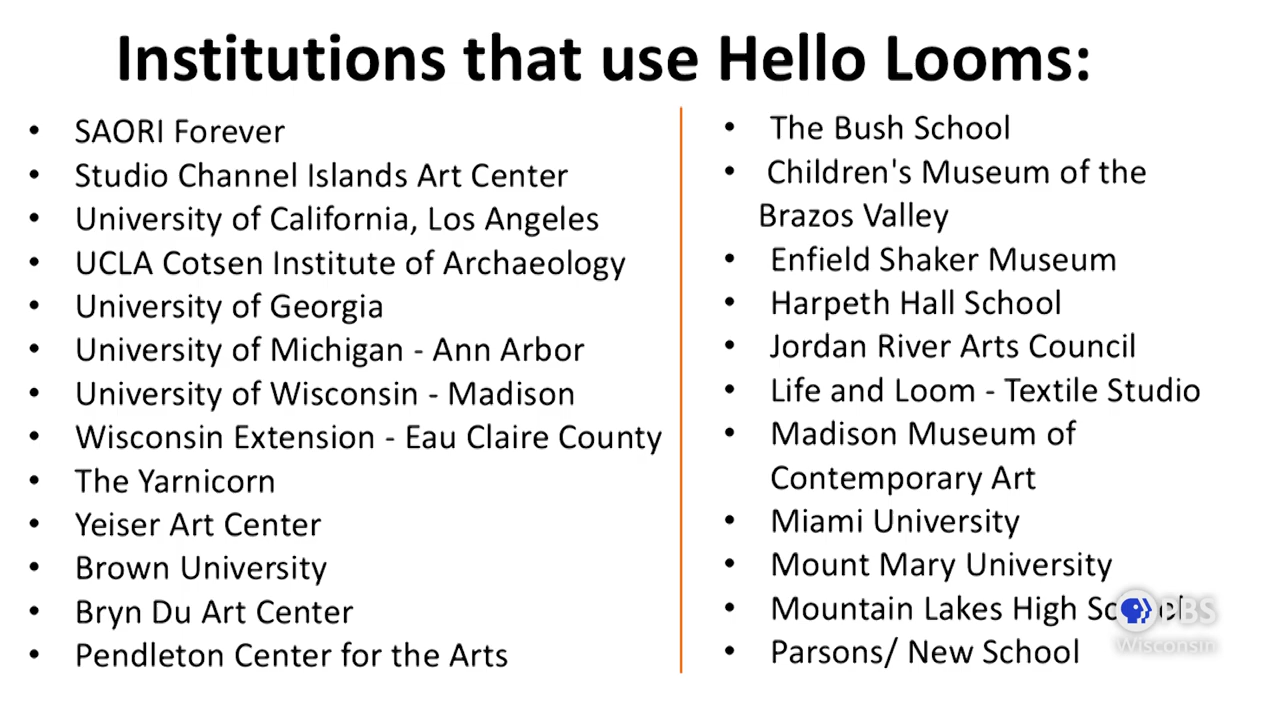 Institutions that use Hello Looms:
• SAORI Forever
• Studio Channel Islands Art Center
• University of California, Los Angeles
• UCLA Cotsen Institute of Archaeology
• University of Georgia
• University of Michigan - Ann Arbor
• University of Wisconsin - Madison
• Wisconsin Extension - Eau Claire County
• The Yarnicorn
• Yeiser Art Center
• Brown University
• Bryn Du Art Center
• Pendleton Center for the Arts
• The Bush School
• Children's Museum of the
Brazos Valley
• Enfield Shaker Museum
• Harpeth Hall School
• Jordan River Arts Council
• Life and Loom - Textile Studio
• Madison Museum of
Contemporary Art
• Miami University
• Mount Mary University
• Mountain Lakes High School
• Parsons/ New School
PBS
Wisconsin